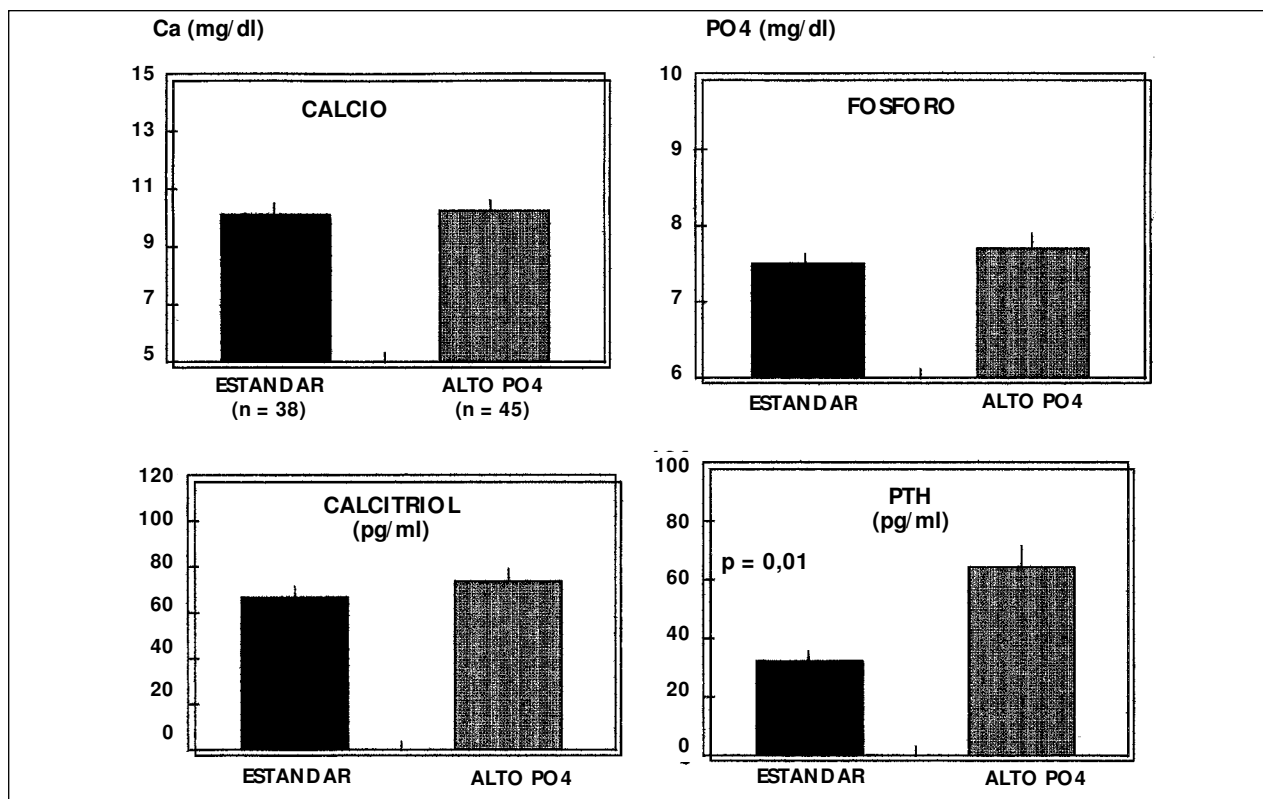 Ca (mg/dl)
15
13
11
9
7
5
CALCIO
ESTANDAR
(n = 38)
ALTO PO4
(n = 45)
PO4 (mg/dl)
10
9
8
7
6
FOSFORO
ESTANDAR
ALTO PO4
120
100
80
60
40
20
0
CALCITRIOL
(pg/ml)
ESTANDAR
ALTO PO4
100
80
60
40
20
0
PTH
(pg/ml)
p = 0,01
ESTANDAR
ALTO PO4